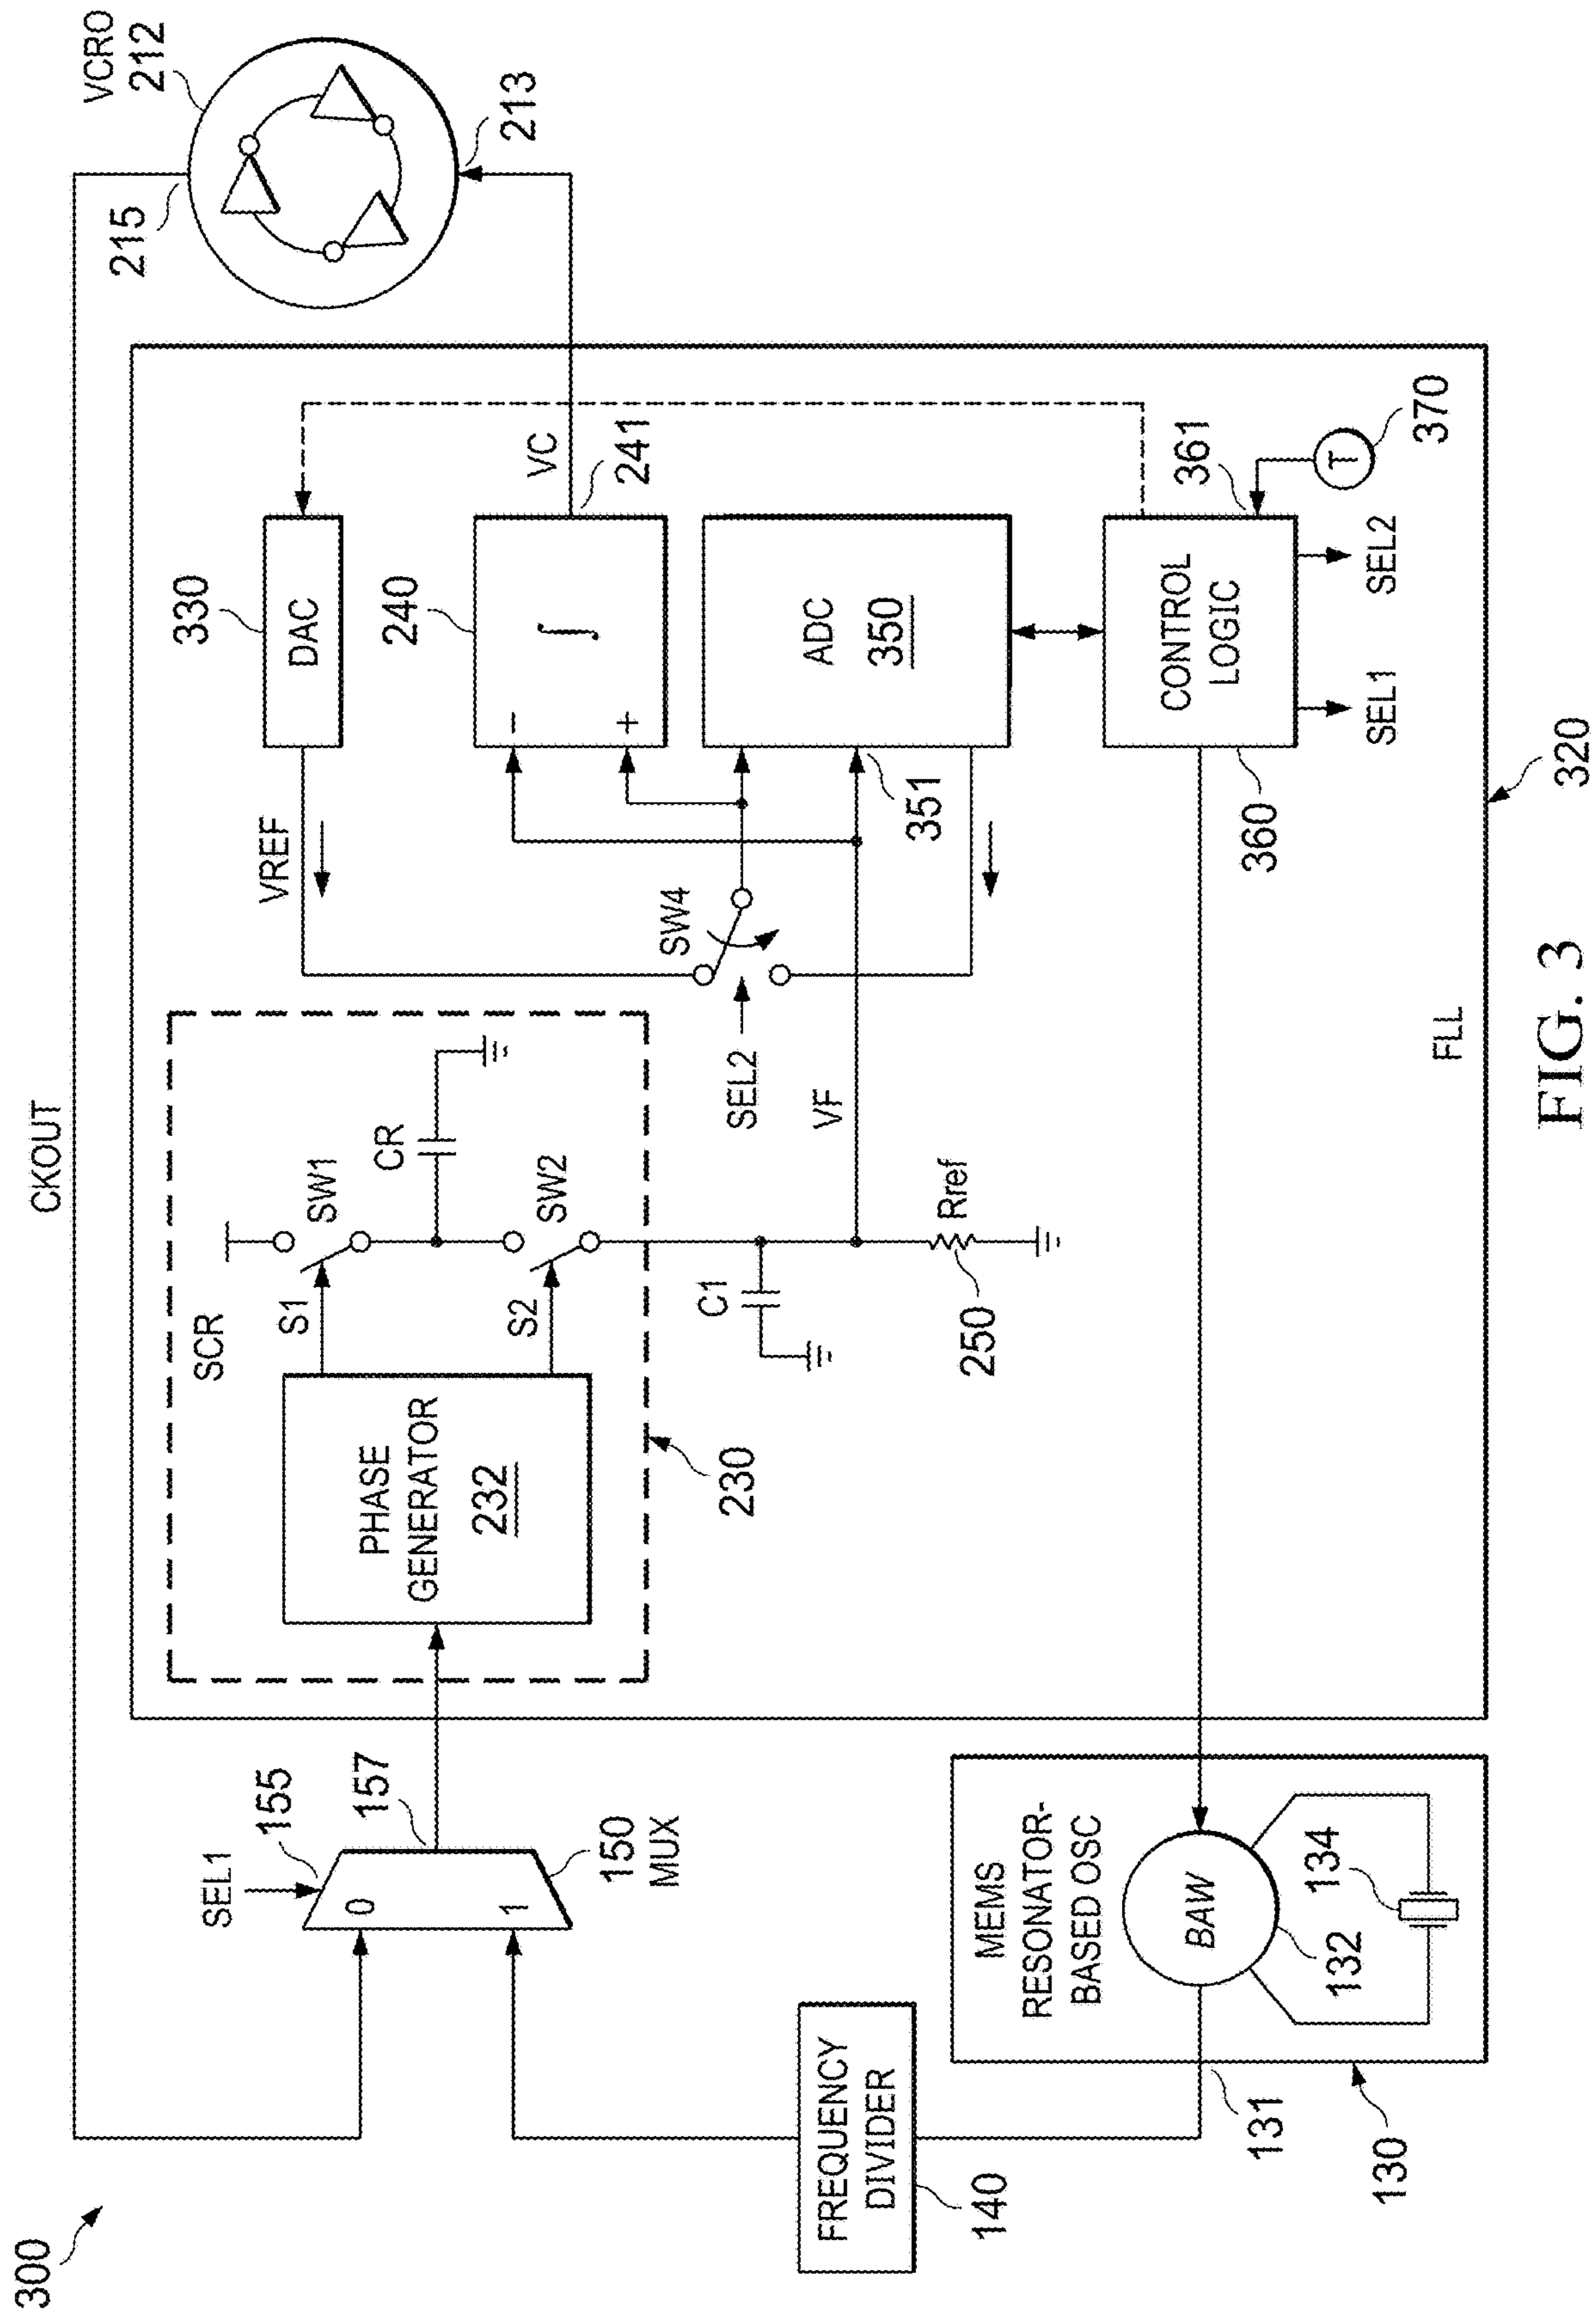 300
CKOUT
VCRO
212
215
213
SEL1
155
157
0
1
150
MUX
SCR
PHASE
GENERATOR
232
S1
S2
SW1
SW2
CR
230
C1
Rref
250
VF
VREF
SW4
SEL2
330
DAC
240
-
+
∫
VC
241
ADC
350
351
CONTROL
LOGIC
360
361
T
370
SEL1
SEL2
FREQUENCY
DIVIDER
140
MEMS
RESONATOR-
BASED OSC
BAW
132
134
131
130
FLL
320
FIG. 3